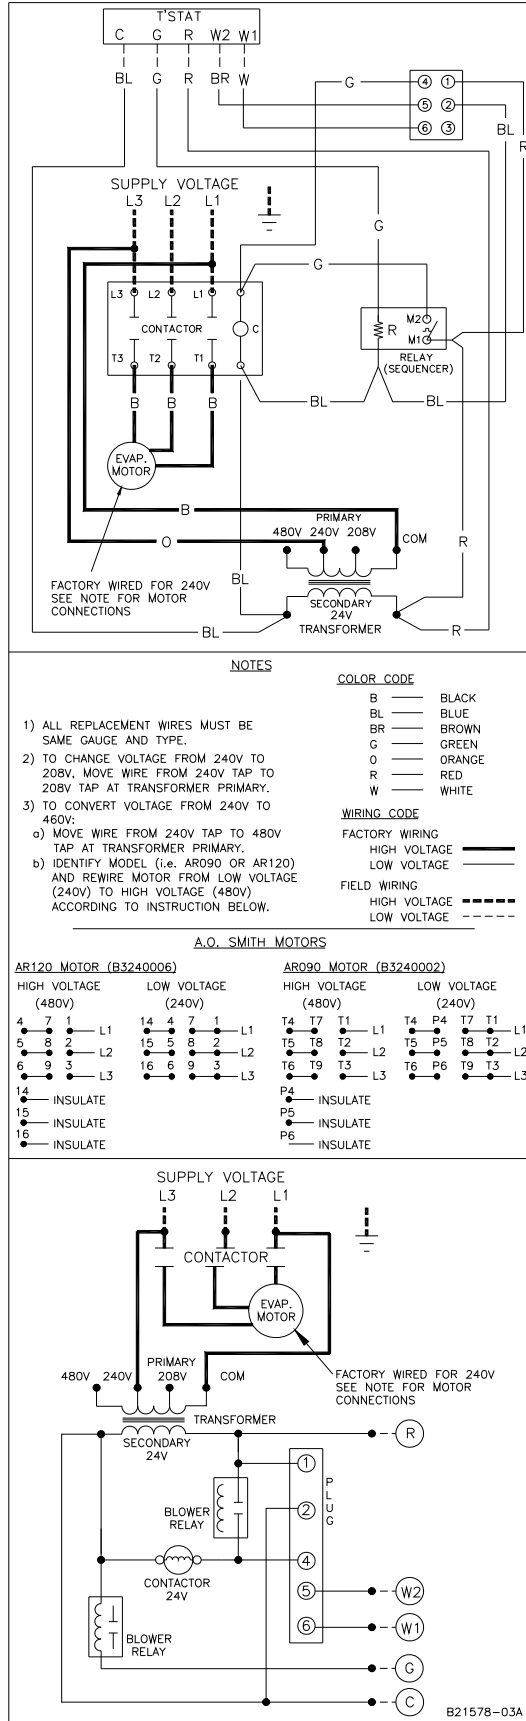 T'STAT
C G R W2 W1
BL G R BR W
G
4 1
5 2
6 3
BL
R
SUPPLY VOLTAGE
L3 L2 L1
G
G
L3 L2 L1
CONTACTOR C
T3 T2 T1
R
M2
M1
RELAY
(SEQUENCER)
B B B
BL BL
EVAP.
MOTOR
B
PRIMARY
480V 240V 208V COM
O
R
BL
FACTORY WIRED FOR 240V
SEE NOTE FOR MOTOR
CONNECTIONS
SECONDARY
24V
TRANSFORMER
BL
R
NOTES
1) ALL REPLACEMENT WIRES MUST BE
SAME GAUGE AND TYPE.
2) TO CHANGE VOLTAGE FROM 240V TO
208V, MOVE WIRE FROM 240V TAP TO
208V TAP AT TRANSFORMER PRIMARY.
3) TO CONVERT VOLTAGE FROM 240V TO
460V:
a) MOVE WIRE FROM 240V TAP TO 480V
TAP AT TRANSFORMER PRIMARY.
b) IDENTIFY MODEL (i.e. AR090 OR AR120)
AND REWIRE MOTOR FROM LOW VOLTAGE
(240V) TO HIGH VOLTAGE (480V)
ACCORDING TO INSTRUCTION BELOW.
COLOR CODE
B BLACK
BL BLUE
BR BROWN
G GREEN
O ORANGE
R RED
W WHITE
WIRING CODE
FACTORY WIRING
HIGH VOLTAGE
LOW VOLTAGE
FIELD WIRING
HIGH VOLTAGE
LOW VOLTAGE
A.O. SMITH MOTORS
AR120 MOTOR (B3240006)
HIGH VOLTAGE LOW VOLTAGE
(480V) (240V)
4 7 1 L1 14 4 7 1 L1
5 8 2 L2 15 5 8 2 L2
6 9 3 L3 16 6 9 3 L3
14 INSULATE
15 INSULATE
16 INSULATE
AR090 MOTOR (B3240002)
HIGH VOLTAGE LOW VOLTAGE
(480V) (240V)
T4 T7 T1 L1 T4 P4 T7 T1 L1
T5 T8 T2 L2 T5 P5 T8 T2 L2
T6 T9 T3 L3 T6 P6 T9 T3 L3
P4 INSULATE
P5 INSULATE
P6 INSULATE
SUPPLY VOLTAGE
L3 L2 L1
CONTACTOR
EVAP.
MOTOR
PRIMARY
480V 240V 208V COM
FACTORY WIRED FOR 240V
SEE NOTE FOR MOTOR
CONNECTIONS
TRANSFORMER
SECONDARY
24V
R
1
PLUG
2
BLOWER
RELAY
4
CONTACTOR
24V
5 W2
6 W1
BLOWER
RELAY
G
C
B21578-03A